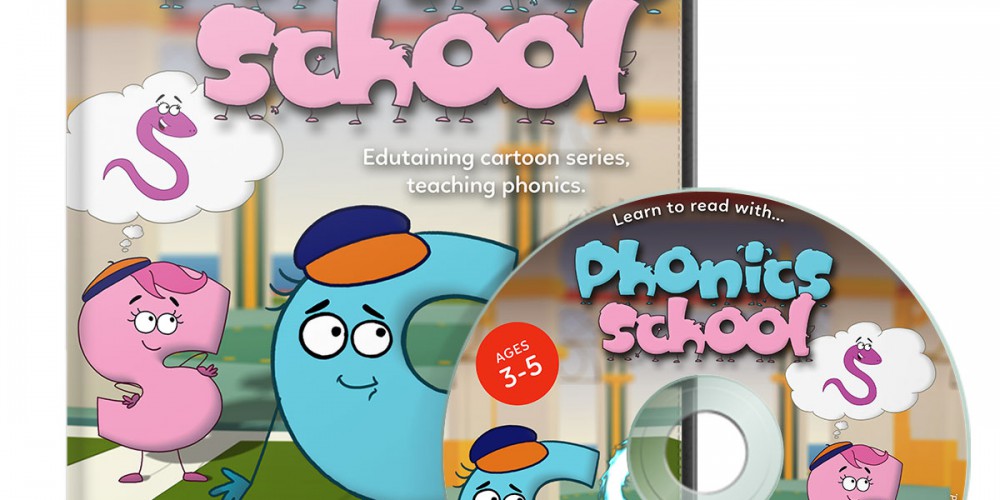 School
Edutaining cartoon series,
teaching phonics.
Learn to read with...
Phonics
School
AGES
3-5